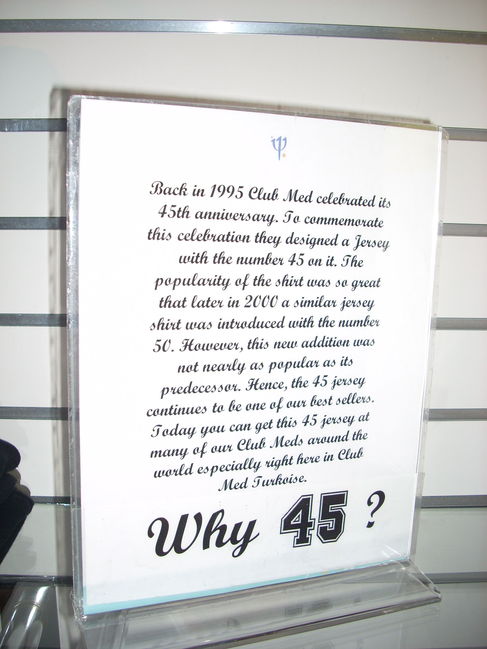 Back in 1995 Club Med celebrated its
45th anniversary. To commemorate
this celebration they designed a Jersey
with the number 45 on it. The
popularity of the shirt was so great
that later in 2000 a similar jersey
shirt was introduced with the number
50. However, this new addition was
not nearly as popular as its
predecessor. Hence, the 45 jersey
continues to be one of our best sellers.
Today you can get this 45 jersey at
many of our Club Meds around the
world especially right here in Club
Med Turkoise.
Why 45 ?